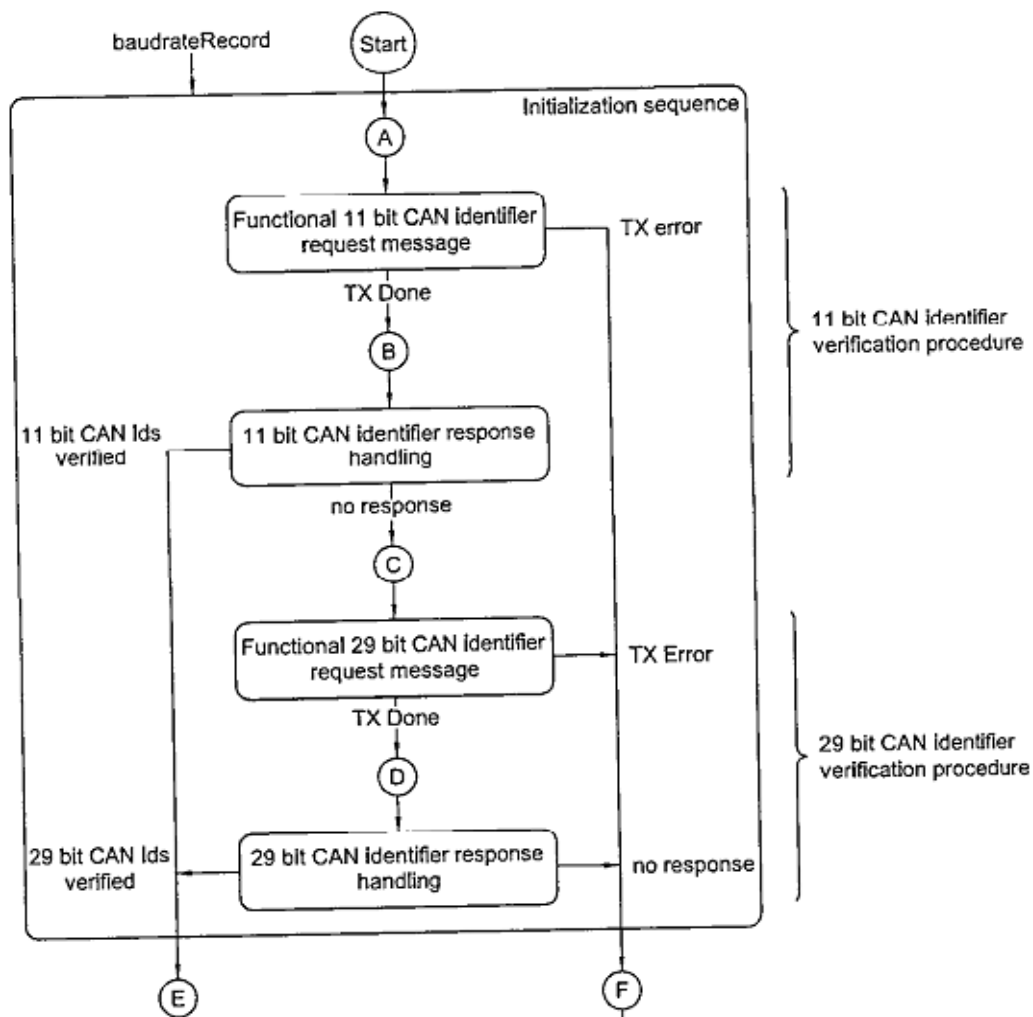 baudrateRecord
Start
Initialization sequence
A
Functional 11 bit CAN identifier
request message
TX error
TX Done
11 bit CAN identifier
verification procedure
B
11 bit CAN Ids
verified
11 bit CAN identifier response
handling
no response
C
Functional 29 bit CAN identifier
request message
TX Error
TX Done
29 bit CAN identifier
verification procedure
D
29 bit CAN Ids
verified
29 bit CAN identifier response
handling
no response
E
F